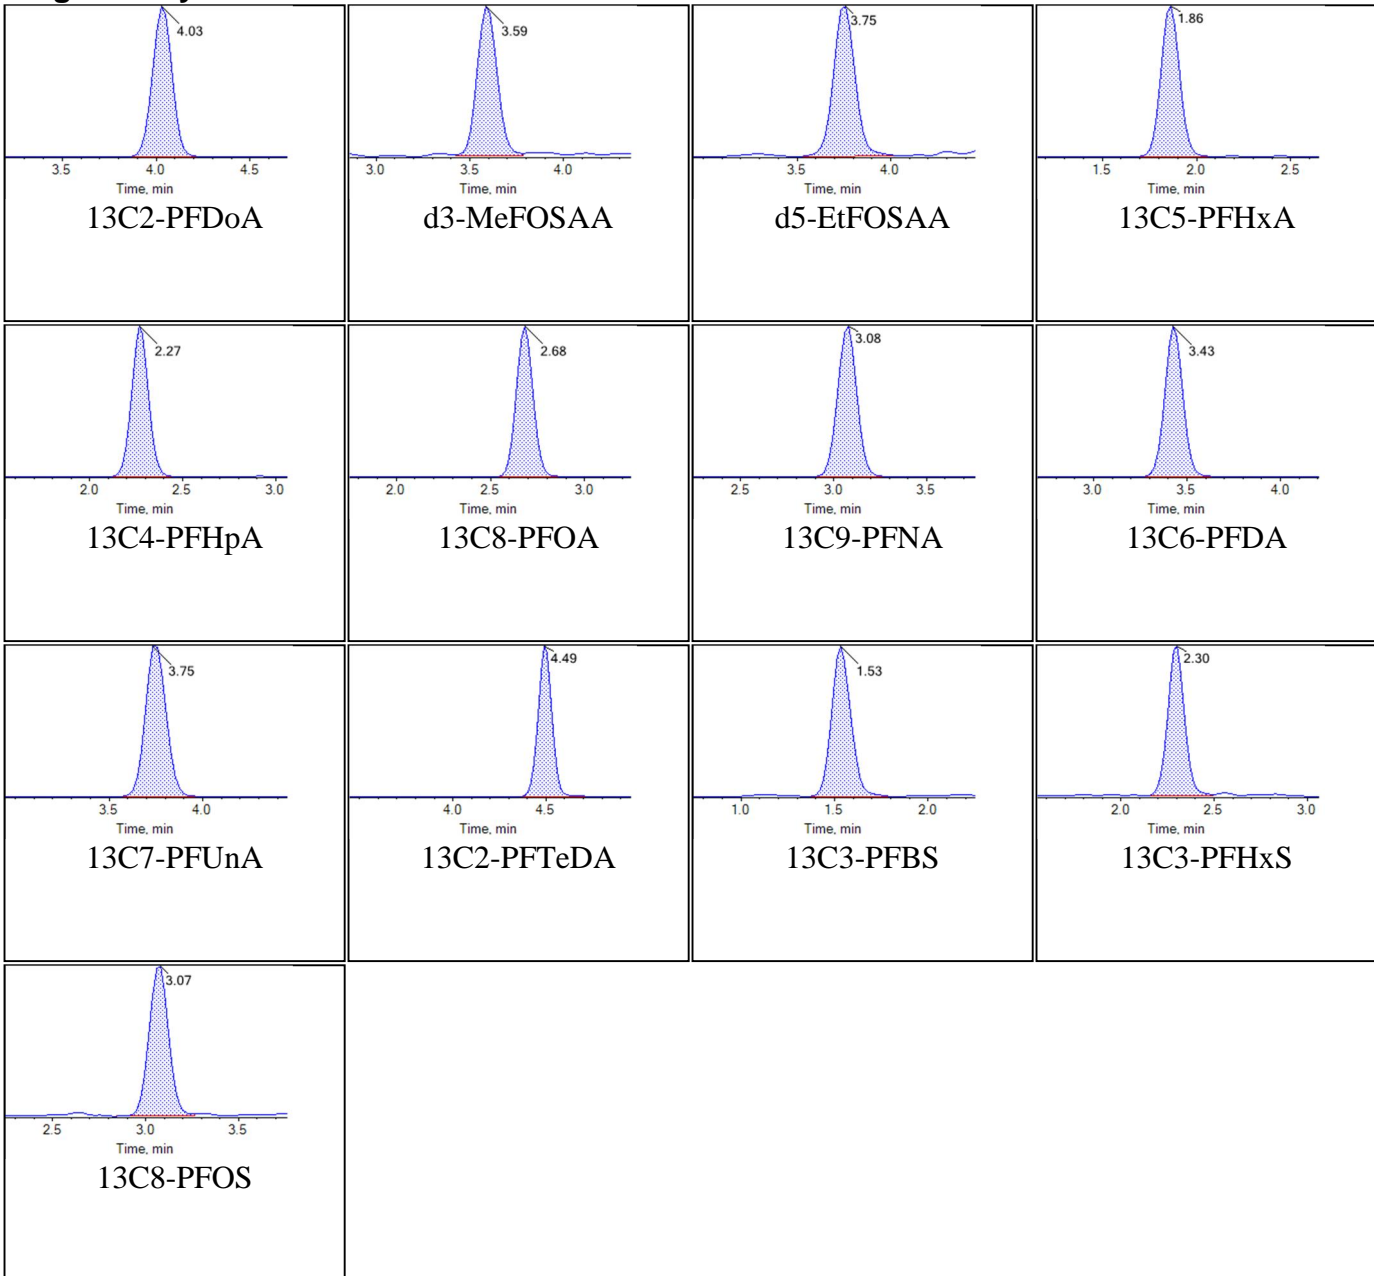 4.03
3.5 4.0 4.5
Time, min
13C2-PFDoA
3.59
3.0 3.5 4.0
Time, min
d3-MeFOSAA
3.75
3.5 4.0
Time, min
d5-EtFOSAA
1.86
1.5 2.0 2.5
Time, min
13C5-PFHxA
2.27
2.0 2.5 3.0
Time, min
13C4-PFHpA
2.68
2.0 2.5 3.0
Time, min
13C8-PFOA
3.08
2.5 3.0 3.5
Time, min
13C9-PFNA
3.43
3.0 3.5 4.0
Time, min
13C6-PFDA
3.75
3.5 4.0
Time, min
13C7-PFUnA
4.49
4.0 4.5
Time, min
13C2-PFTeDA
1.53
1.0 1.5 2.0
Time, min
13C3-PFBS
2.30
2.0 2.5 3.0
Time, min
13C3-PFHxS
3.07
2.5 3.0 3.5
Time, min
13C8-PFOS